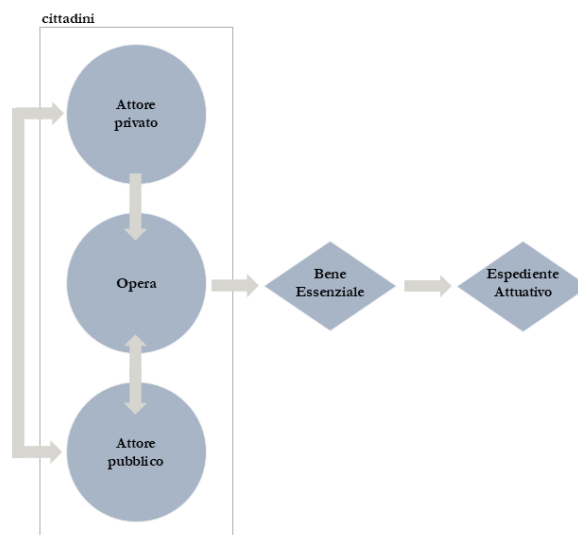 cittadini
Attore
privato
Opera
Bene
Essenziale
Espediente
Attuativo
Attore
pubblico